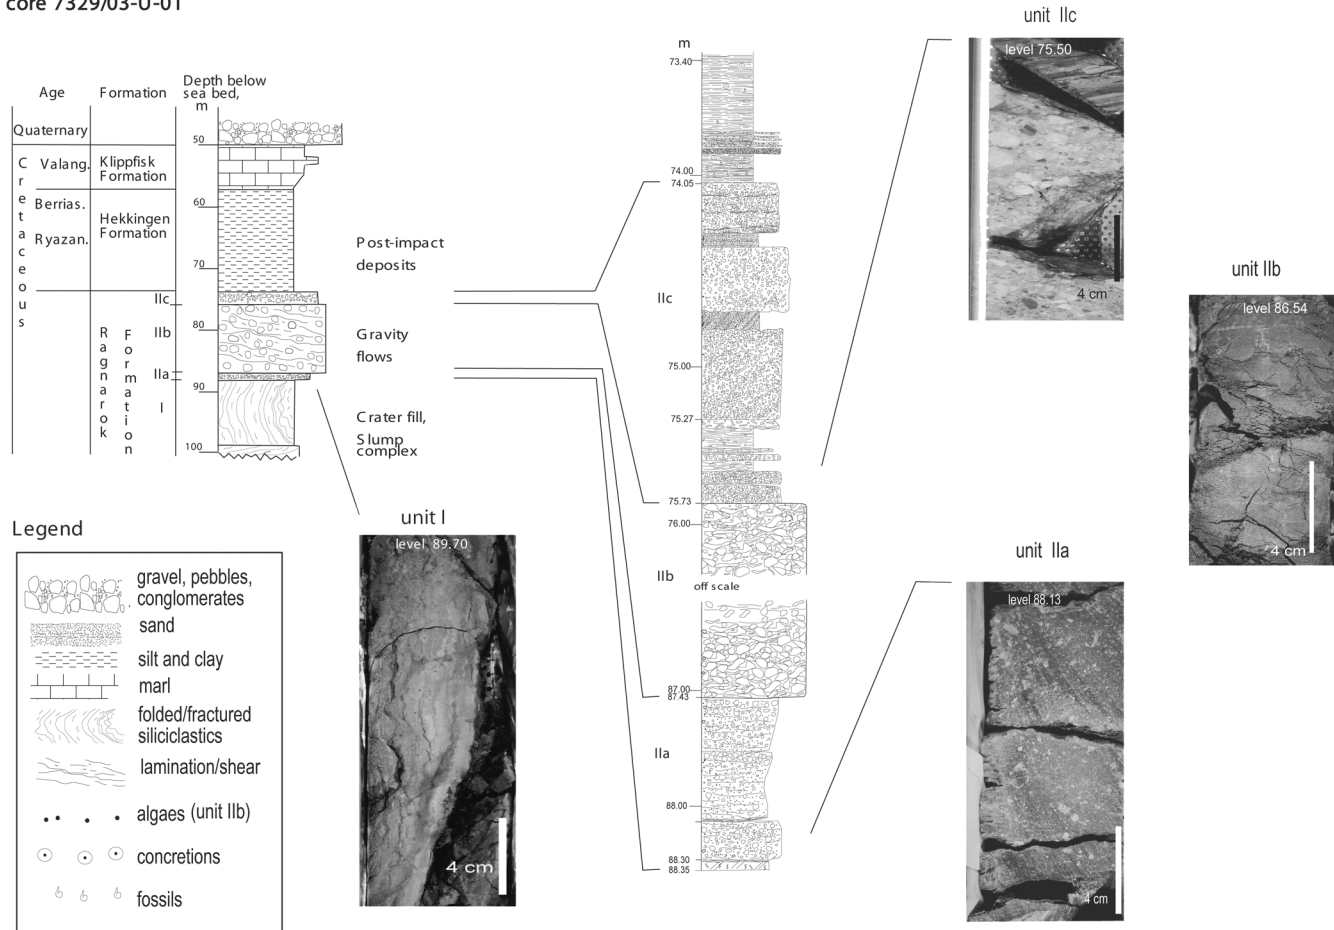 core 7329/03-U-01
Age
Formation
Depth below
sea bed,
m
Quaternary
Cretaceous
Valang.
Klippfisk
Formation
Berrias.
Ryazan.
Hekkingen
Formation
Ragnarok
Formation
IIc
IIb
IIa
I
50
60
70
80
90
100
Post-impact
deposits
Gravity
flows
Crater fill,
Slump
complex
m
73.40
74.00
74.05
IIc
75.00
75.27
75.73
76.00
IIb
off scale
87.00
87.43
IIa
88.00
88.30
88.35
unit IIc
level 75.50
4 cm
unit IIb
level 86.54
4 cm
unit IIa
level 88.13
4 cm
unit I
level 89.70
4 cm
Legend
gravel, pebbles,
conglomerates
sand
silt and clay
marl
folded/fractured
siliciclastics
lamination/shear
algaes (unit IIb)
concretions
fossils